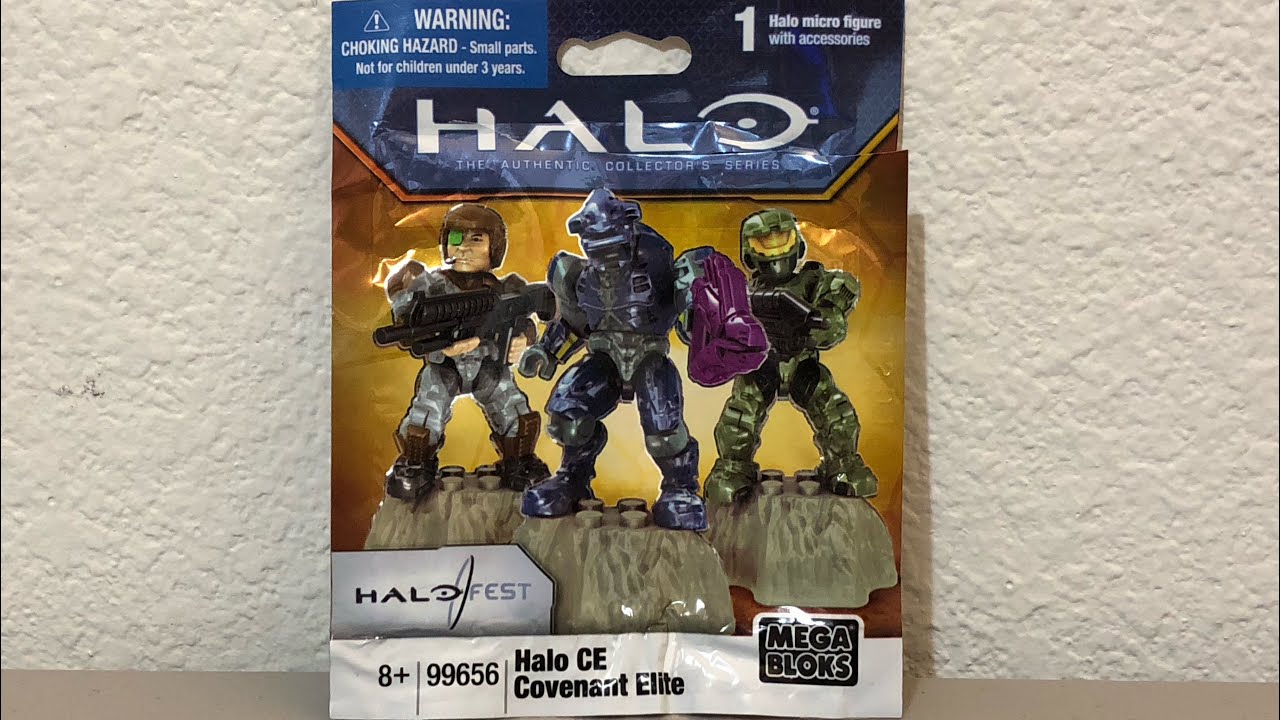 WARNING:
CHOKING HAZARD - Small parts.
Not for children under 3 years.
1 Halo micro figure
with accessories
HALO®
THE AUTHENTIC COLLECTOR'S SERIES
HALO FEST
8+ 99656 Halo CE
Covenant Elite
MEGA
BLOKS